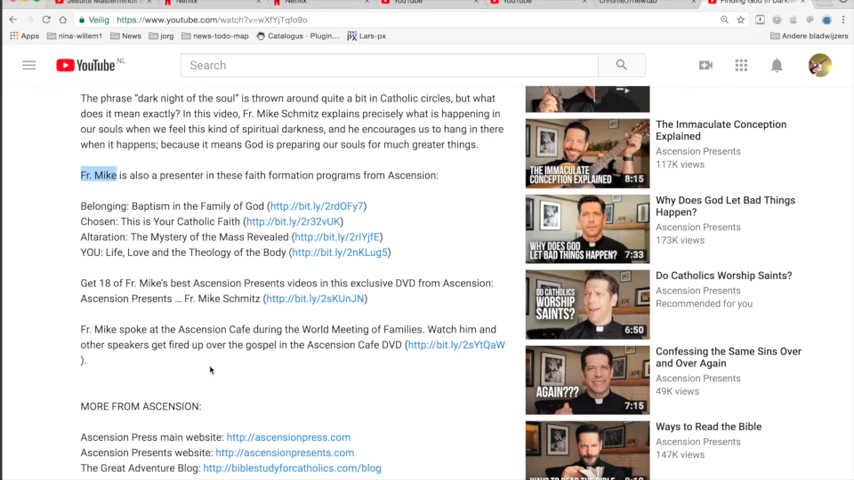 Jesuits Mastermind
Netflix
Netflix
YouTube
YouTube
chrome://newtab
Finding God in Dark
Veilig
https://www.youtube.com/watch?v=wXfYjTqfo9o
Apps
nina-willem1
News
jorg
news-todo-map
Catalogus - Plugin...
Lars-px
Andere bladwijzers
YouTube NL
Search
The phrase “dark night of the soul” is thrown around quite a bit in Catholic circles, but what
does it mean exactly? In this video, Fr. Mike Schmitz explains precisely what is happening in
our souls when we feel this kind of spiritual darkness, and he encourages us to hang in there
when it happens; because it means God is preparing our souls for much greater things.
Fr. Mike is also a presenter in these faith formation programs from Ascension:
Belonging: Baptism in the Family of God (http://bit.ly/2rdOFy7)
Chosen: This is Your Catholic Faith (http://bit.ly/2r32vUK)
Altaration: The Mystery of the Mass Revealed (http://bit.ly/2rIYjfE)
YOU: Life, Love and the Theology of the Body (http://bit.ly/2nKLug5)
Get 18 of Fr. Mike’s best Ascension Presents videos in this exclusive DVD from Ascension:
Ascension Presents … Fr. Mike Schmitz (http://bit.ly/2sKUnJN)
Fr. Mike spoke at the Ascension Cafe during the World Meeting of Families. Watch him and
other speakers get fired up over the gospel in the Ascension Cafe DVD (http://bit.ly/2sYtQaW
).
MORE FROM ASCENSION:
Ascension Press main website: http://ascensionpress.com
Ascension Presents website: http://ascensionpresents.com
The Great Adventure Blog: http://biblestudyforcatholics.com/blog
THE IMMACULATE
CONCEPTION EXPLAINED
8:15
The Immaculate Conception
Explained
Ascension Presents
117K views
WHY DOES GOD
LET BAD THINGS HAPPEN?
7:33
Why Does God Let Bad Things
Happen?
Ascension Presents
173K views
DO CATHOLICS
WORSHIP
SAINTS?
6:50
Do Catholics Worship Saints?
Ascension Presents
Recommended for you
AGAIN???
7:15
Confessing the Same Sins Over
and Over Again
Ascension Presents
49K views
Ways to Read the Bible
Ascension Presents
147K views